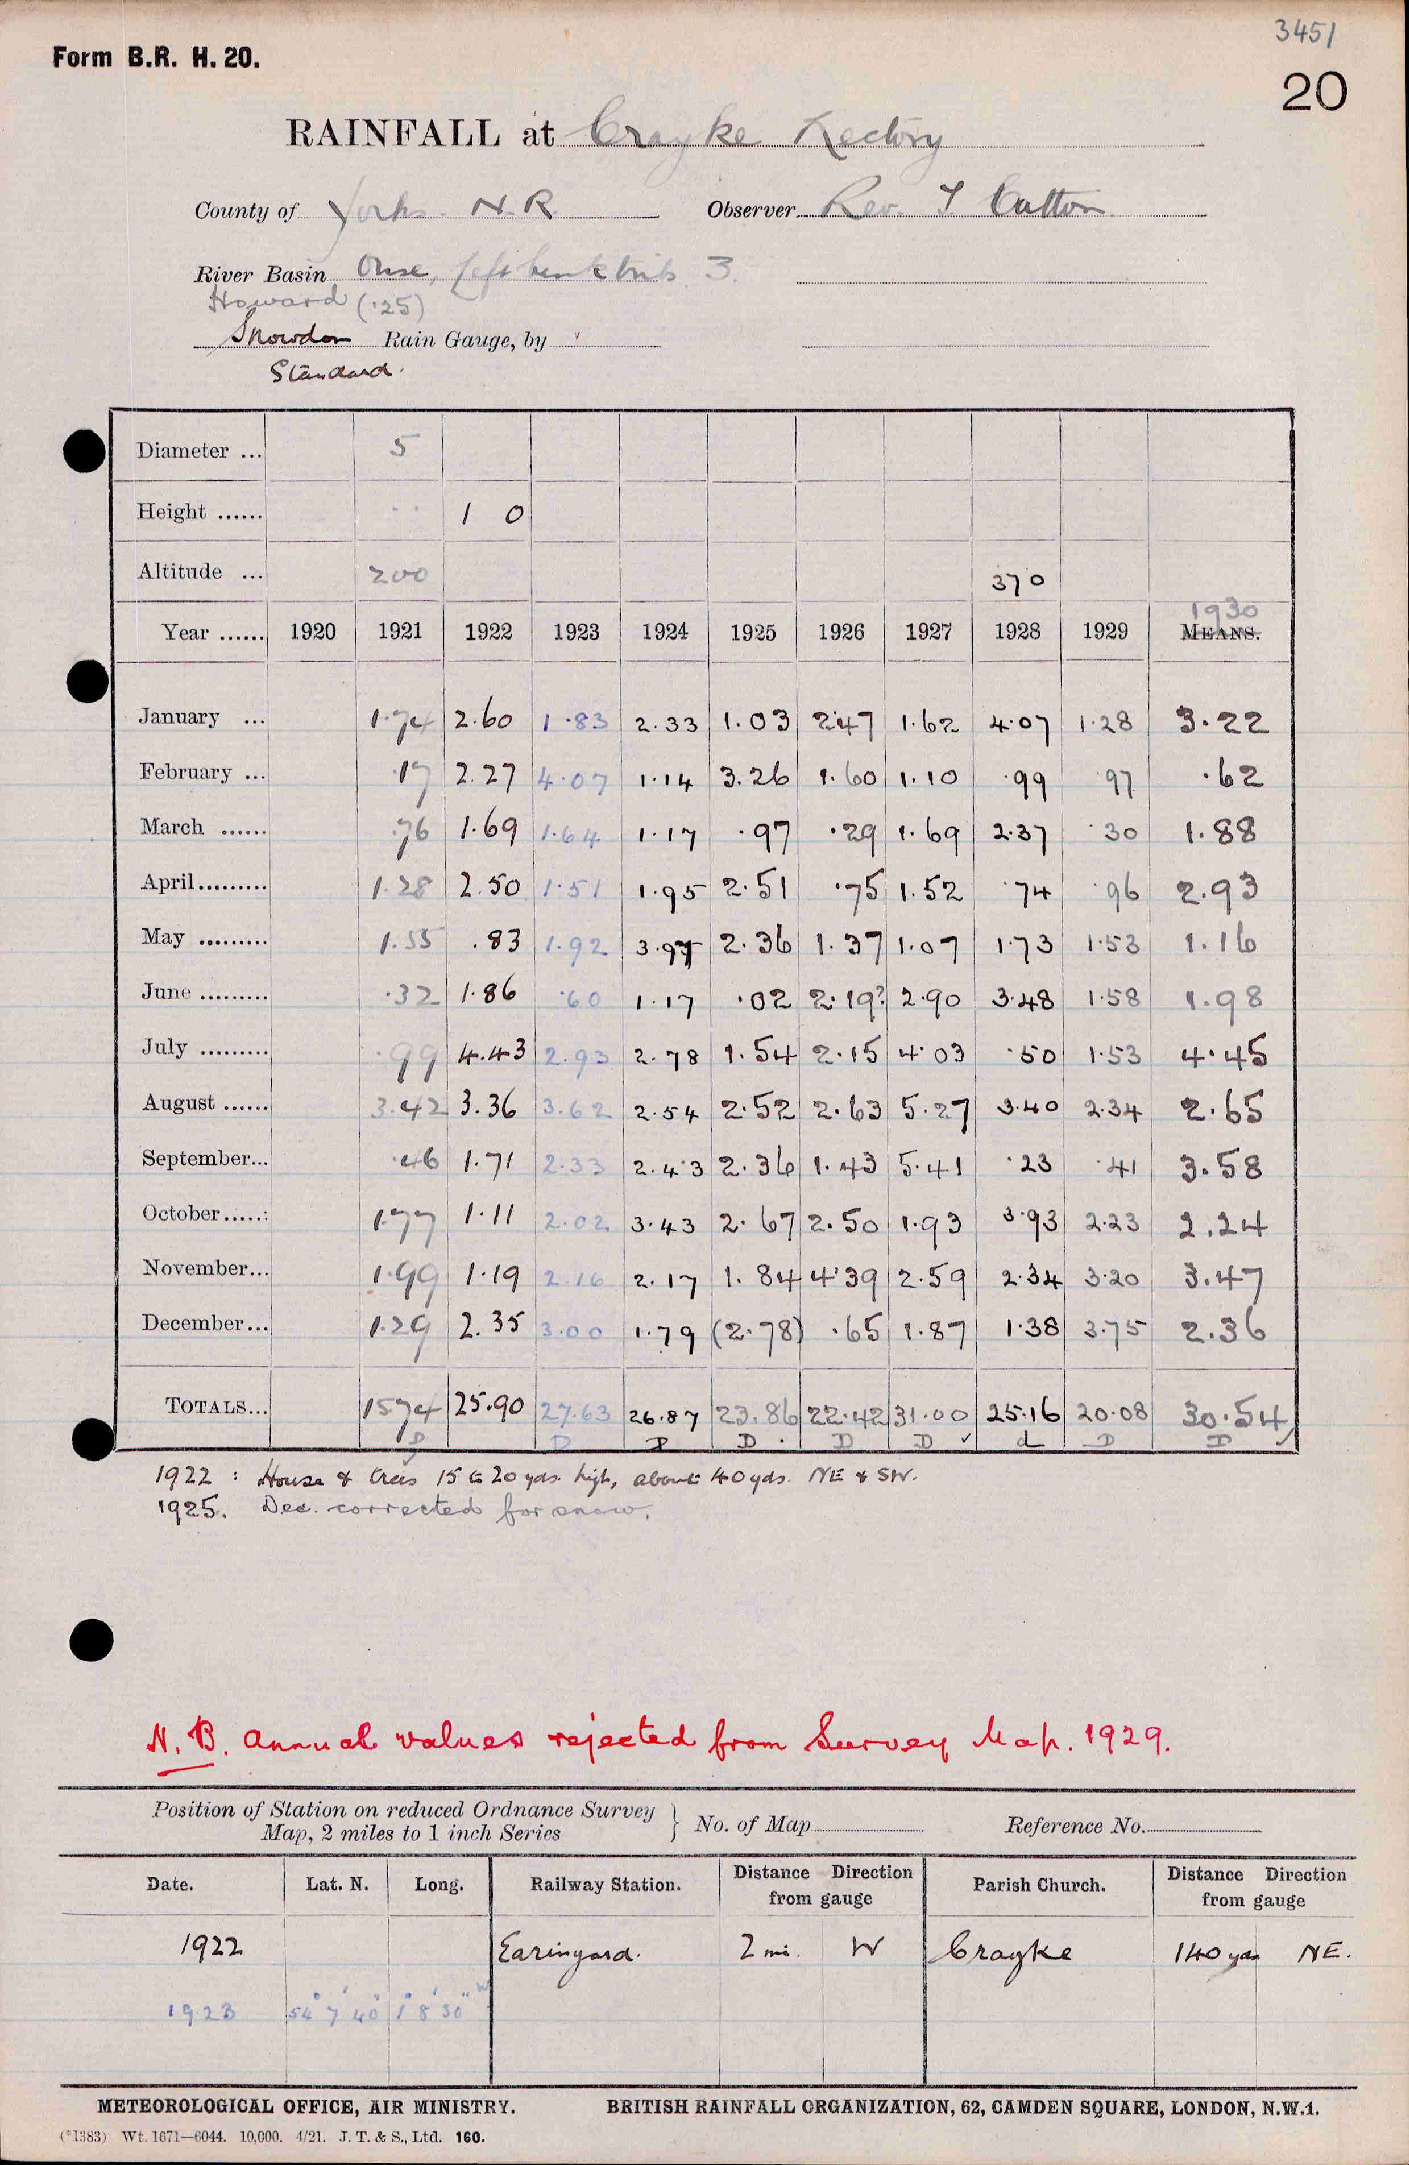 3451
Form B.R. H. 20.
20
RAINFALL at Crayke Rectory
County of Yorks N.R. Observer Rev. T Cutton
River Basin Ouse, Left bank tribs 3.
Howard (.25)
Snowdon Rain Gauge, by
Standard.
Diameter ... 5
Height ...... 1 0
Altitude ... 200 370
1930
Year ...... 1920 1921 1922 1923 1924 1925 1926 1927 1928 1929 MEANS.
January ... 1.74 2.60 1.83 2.33 1.03 2.47 1.62 4.07 1.28 3.22
February ... .17 2.27 4.07 1.14 3.26 1.60 1.10 .99 .97 .62
March ...... .76 1.69 1.64 1.17 .97 .29 1.69 2.37 .30 1.88
April......... 1.28 2.50 1.51 1.95 2.51 .75 1.52 .74 .96 2.93
May ......... 1.55 .83 1.92 3.97 2.36 1.37 1.07 1.73 1.53 1.16
June ......... .32 1.86 .60 1.17 .02 2.19? 2.90 3.48 1.58 1.98
July ......... .99 4.43 2.93 2.78 1.54 2.15 4.03 .50 1.53 4.45
August ...... 3.42 3.36 3.62 2.54 2.52 2.63 5.27 3.40 2.34 2.65
September... .46 1.71 2.33 2.43 2.36 1.43 5.41 .23 .41 3.58
October.....: 1.77 1.11 2.02 3.43 2.67 2.50 1.93 3.93 2.23 2.24
November... 1.99 1.19 2.16 2.17 1.84 4.39 2.59 2.34 3.20 3.47
December... 1.29 2.35 3.00 1.79 (2.78) .65 1.87 1.38 3.75 2.36
TOTALS... 15.74 25.90 27.63 26.87 23.86 22.42 31.00 25.16 20.08 30.54
D D D D D D d D D
1922 : House & trees 15 to 20 yds. high, about 40 yds. NE & SW.
1925. Dec. corrected for snow.
N.B. Annual values rejected from Survey Map. 1929.
Position of Station on reduced Ordnance Survey
Map, 2 miles to 1 inch Series } No. of Map Reference No.
Date. Lat. N. Long. Railway Station. Distance Direction from gauge Parish Church. Distance Direction from gauge
1922 Earingyard. 2 mi. W Crayke 140 yds NE.
1923 54° 7' 40" 1° 8' 30" W
METEOROLOGICAL OFFICE, AIR MINISTRY. BRITISH RAINFALL ORGANIZATION, 62, CAMDEN SQUARE, LONDON, N.W.1.
(*1383) Wt. 1671—6044. 10,000. 4/21. J. T. & S., Ltd. 160.